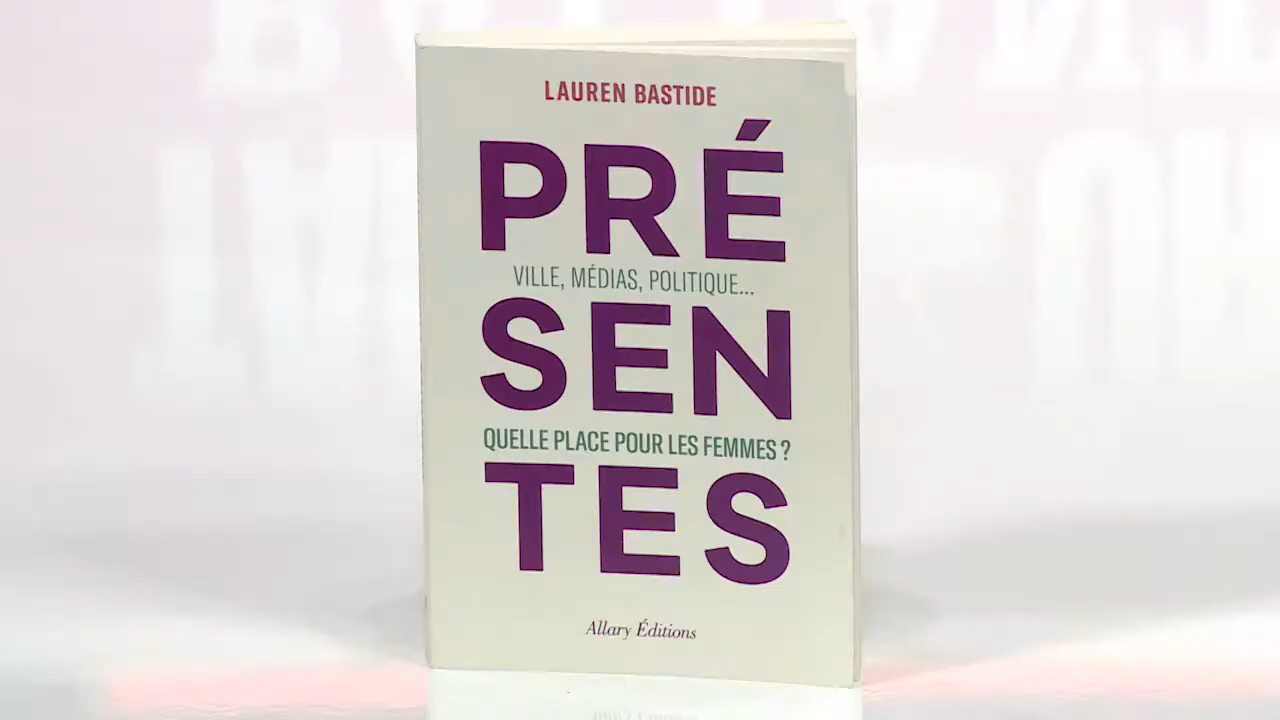 LAUREN BASTIDE
PRÉ
VILLE, MÉDIAS, POLITIQUE...
SEN
QUELLE PLACE POUR LES FEMMES ?
TES
Allary Éditions